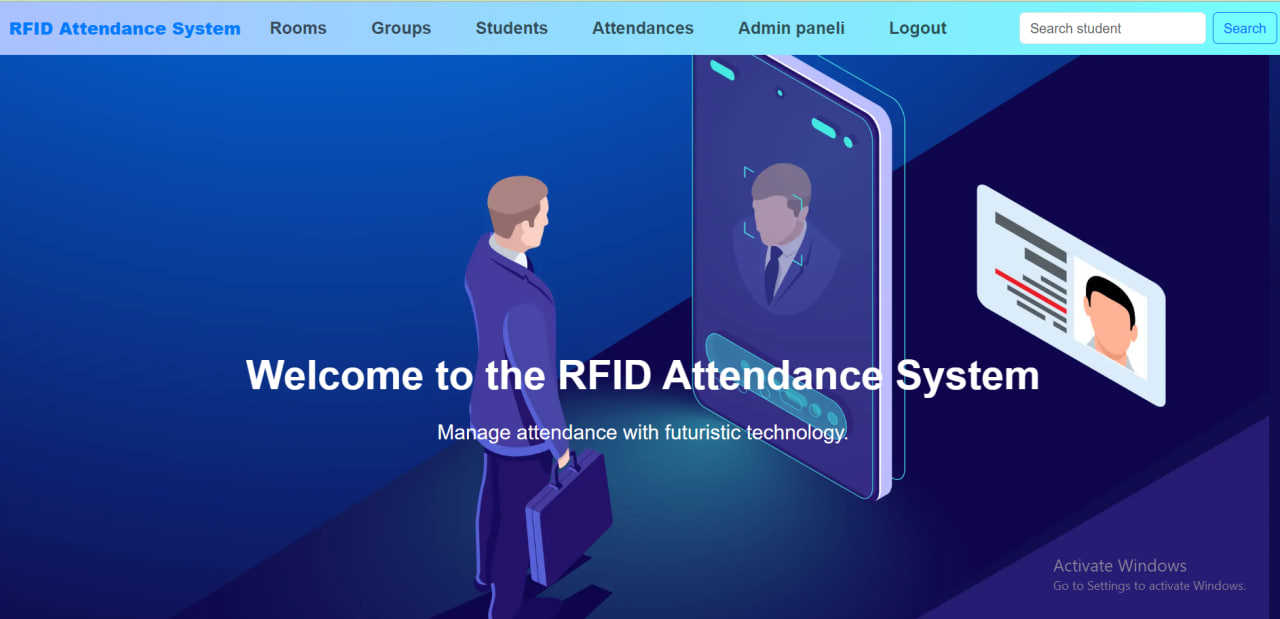 RFID Attendance System Rooms Groups Students Attendances Admin paneli Logout Search student Search
Welcome to the RFID Attendance System
Manage attendance with futuristic technology.
Activate Windows
Go to Settings to activate Windows.